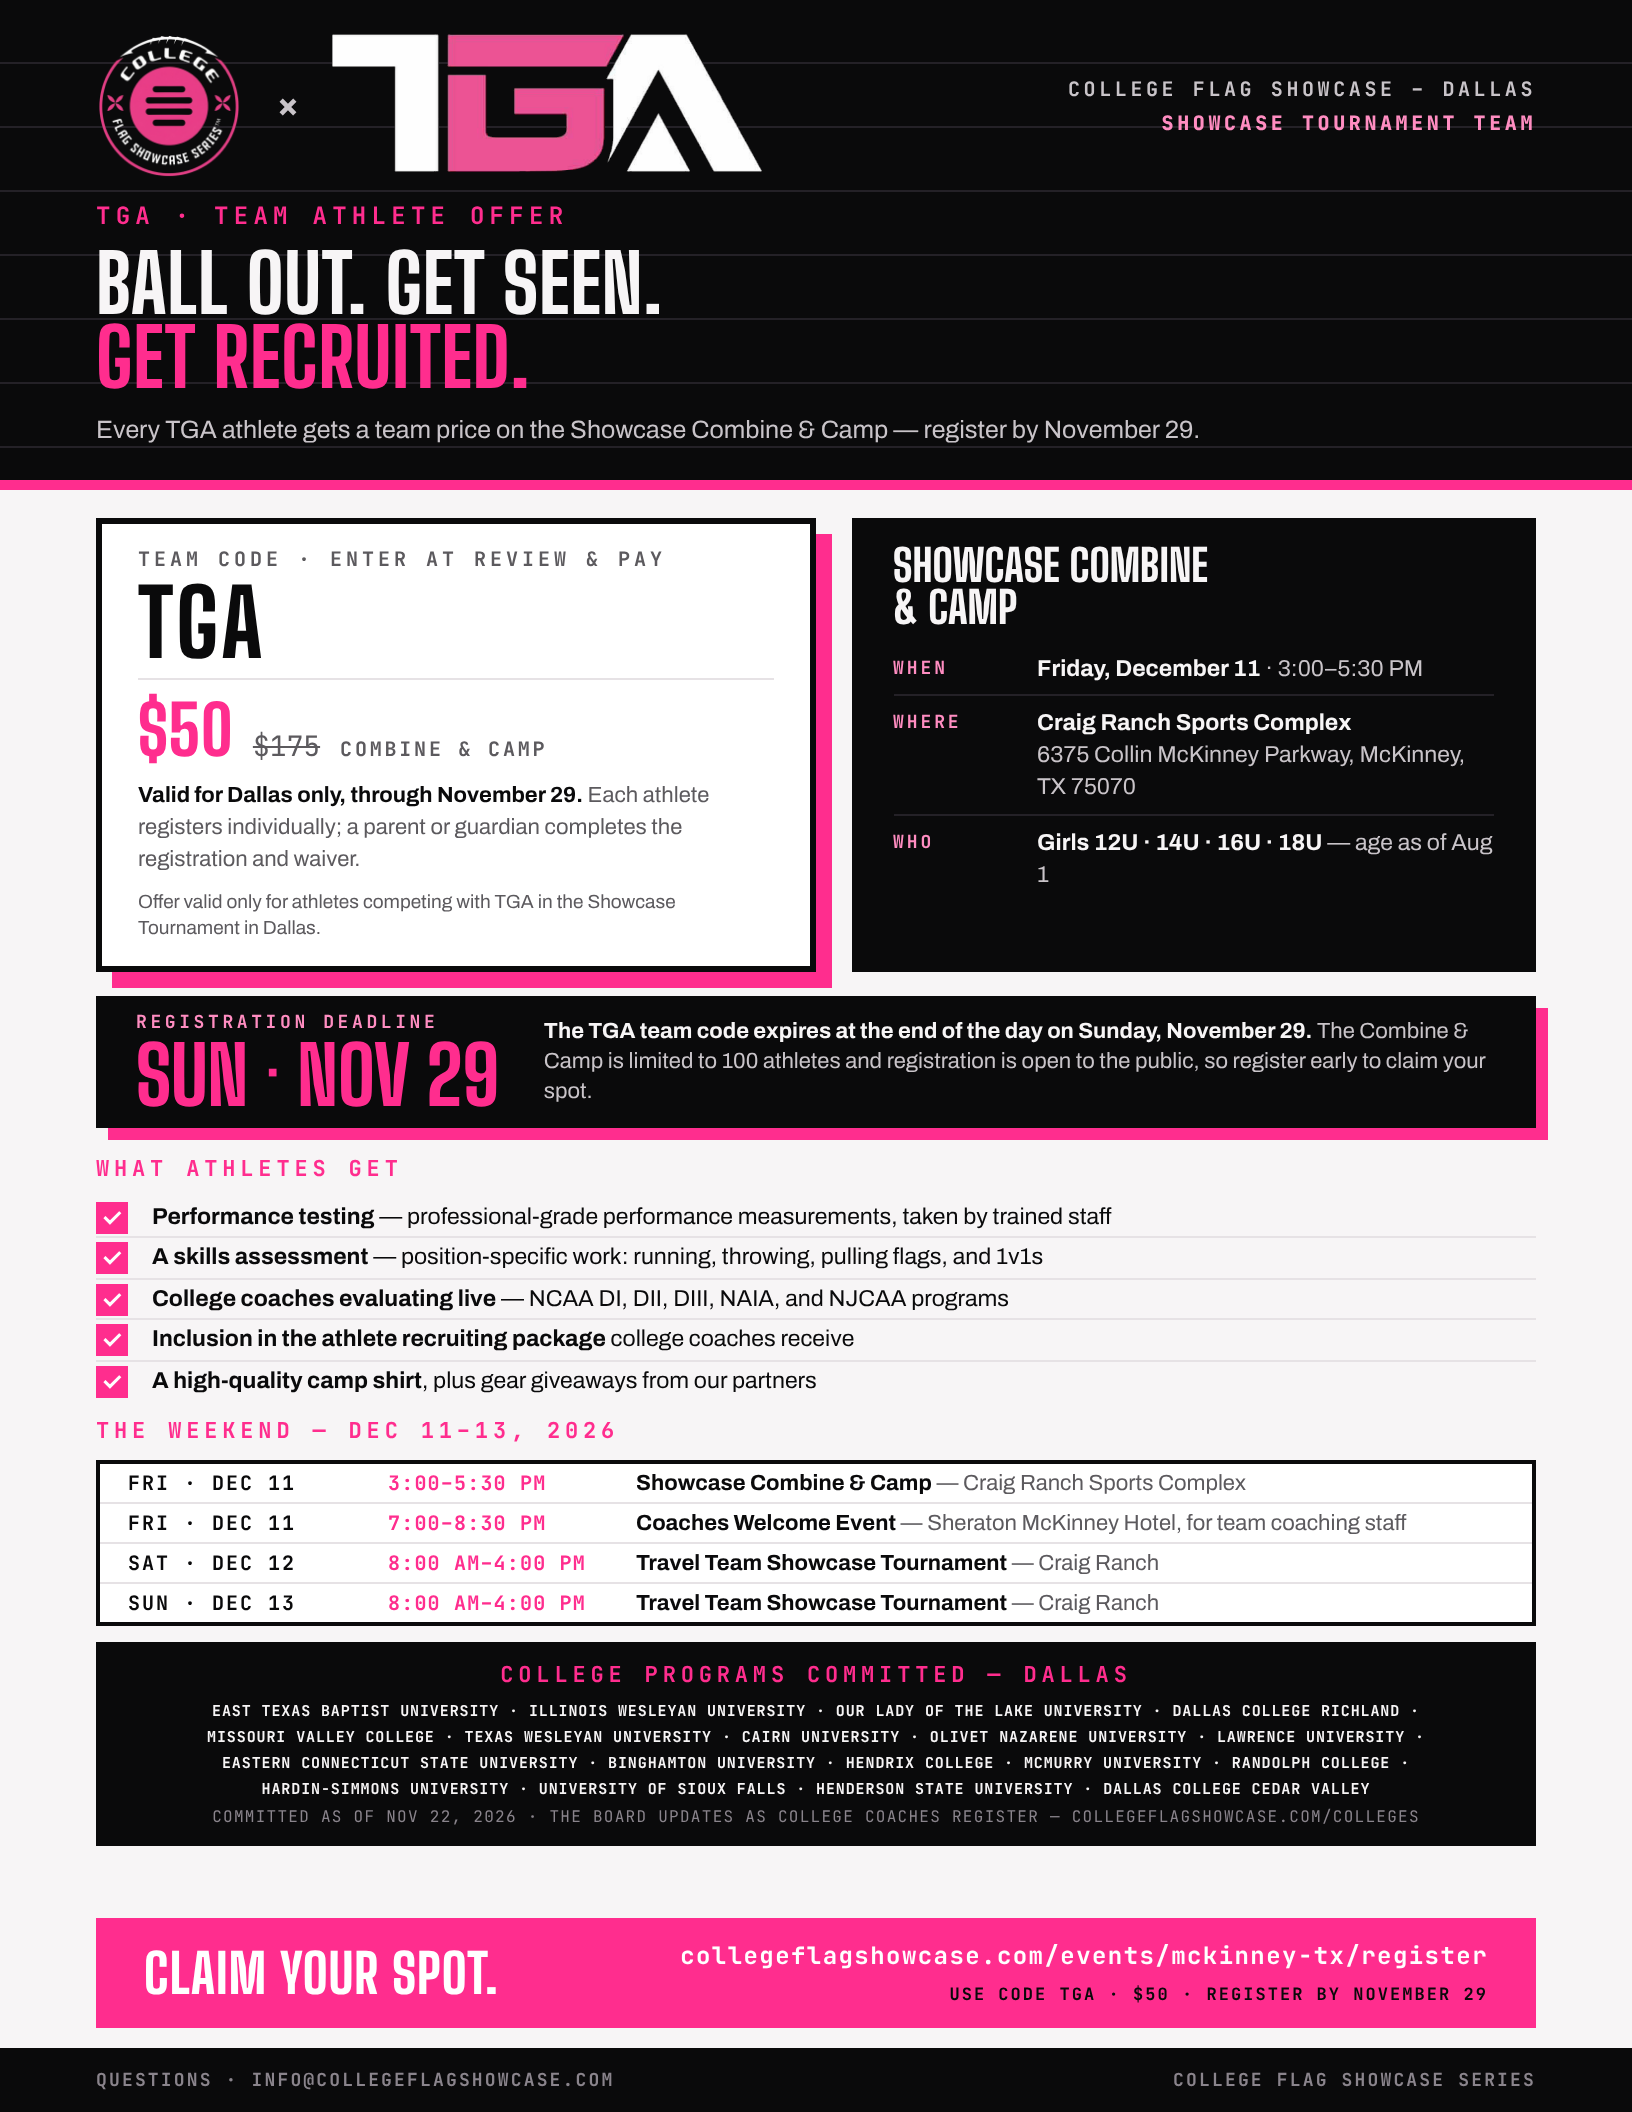 COLLEGE
FLAG SHOWCASE SERIES™
×
TGA
COLLEGE FLAG SHOWCASE – DALLAS
SHOWCASE TOURNAMENT TEAM
TGA · TEAM ATHLETE OFFER
BALL OUT. GET SEEN.
GET RECRUITED.
Every TGA athlete gets a team price on the Showcase Combine & Camp — register by November 29.
TEAM CODE · ENTER AT REVIEW & PAY
TGA
$50 $175 COMBINE & CAMP
Valid for Dallas only, through November 29. Each athlete
registers individually; a parent or guardian completes the
registration and waiver.
Offer valid only for athletes competing with TGA in the Showcase
Tournament in Dallas.
SHOWCASE COMBINE
& CAMP
WHEN Friday, December 11 · 3:00–5:30 PM
WHERE Craig Ranch Sports Complex
6375 Collin McKinney Parkway, McKinney,
TX 75070
WHO Girls 12U · 14U · 16U · 18U — age as of Aug
1
REGISTRATION DEADLINE
SUN · NOV 29
The TGA team code expires at the end of the day on Sunday, November 29. The Combine &
Camp is limited to 100 athletes and registration is open to the public, so register early to claim your
spot.
WHAT ATHLETES GET
Performance testing — professional-grade performance measurements, taken by trained staff
A skills assessment — position-specific work: running, throwing, pulling flags, and 1v1s
College coaches evaluating live — NCAA DI, DII, DIII, NAIA, and NJCAA programs
Inclusion in the athlete recruiting package college coaches receive
A high-quality camp shirt, plus gear giveaways from our partners
THE WEEKEND — DEC 11–13, 2026
FRI · DEC 11 3:00–5:30 PM Showcase Combine & Camp — Craig Ranch Sports Complex
FRI · DEC 11 7:00–8:30 PM Coaches Welcome Event — Sheraton McKinney Hotel, for team coaching staff
SAT · DEC 12 8:00 AM–4:00 PM Travel Team Showcase Tournament — Craig Ranch
SUN · DEC 13 8:00 AM–4:00 PM Travel Team Showcase Tournament — Craig Ranch
COLLEGE PROGRAMS COMMITTED — DALLAS
EAST TEXAS BAPTIST UNIVERSITY · ILLINOIS WESLEYAN UNIVERSITY · OUR LADY OF THE LAKE UNIVERSITY · DALLAS COLLEGE RICHLAND ·
MISSOURI VALLEY COLLEGE · TEXAS WESLEYAN UNIVERSITY · CAIRN UNIVERSITY · OLIVET NAZARENE UNIVERSITY · LAWRENCE UNIVERSITY ·
EASTERN CONNECTICUT STATE UNIVERSITY · BINGHAMTON UNIVERSITY · HENDRIX COLLEGE · MCMURRY UNIVERSITY · RANDOLPH COLLEGE ·
HARDIN-SIMMONS UNIVERSITY · UNIVERSITY OF SIOUX FALLS · HENDERSON STATE UNIVERSITY · DALLAS COLLEGE CEDAR VALLEY
COMMITTED AS OF NOV 22, 2026 · THE BOARD UPDATES AS COLLEGE COACHES REGISTER — COLLEGEFLAGSHOWCASE.COM/COLLEGES
CLAIM YOUR SPOT.
collegeflagshowcase.com/events/mckinney-tx/register
USE CODE TGA · $50 · REGISTER BY NOVEMBER 29
QUESTIONS · INFO@COLLEGEFLAGSHOWCASE.COM
COLLEGE FLAG SHOWCASE SERIES